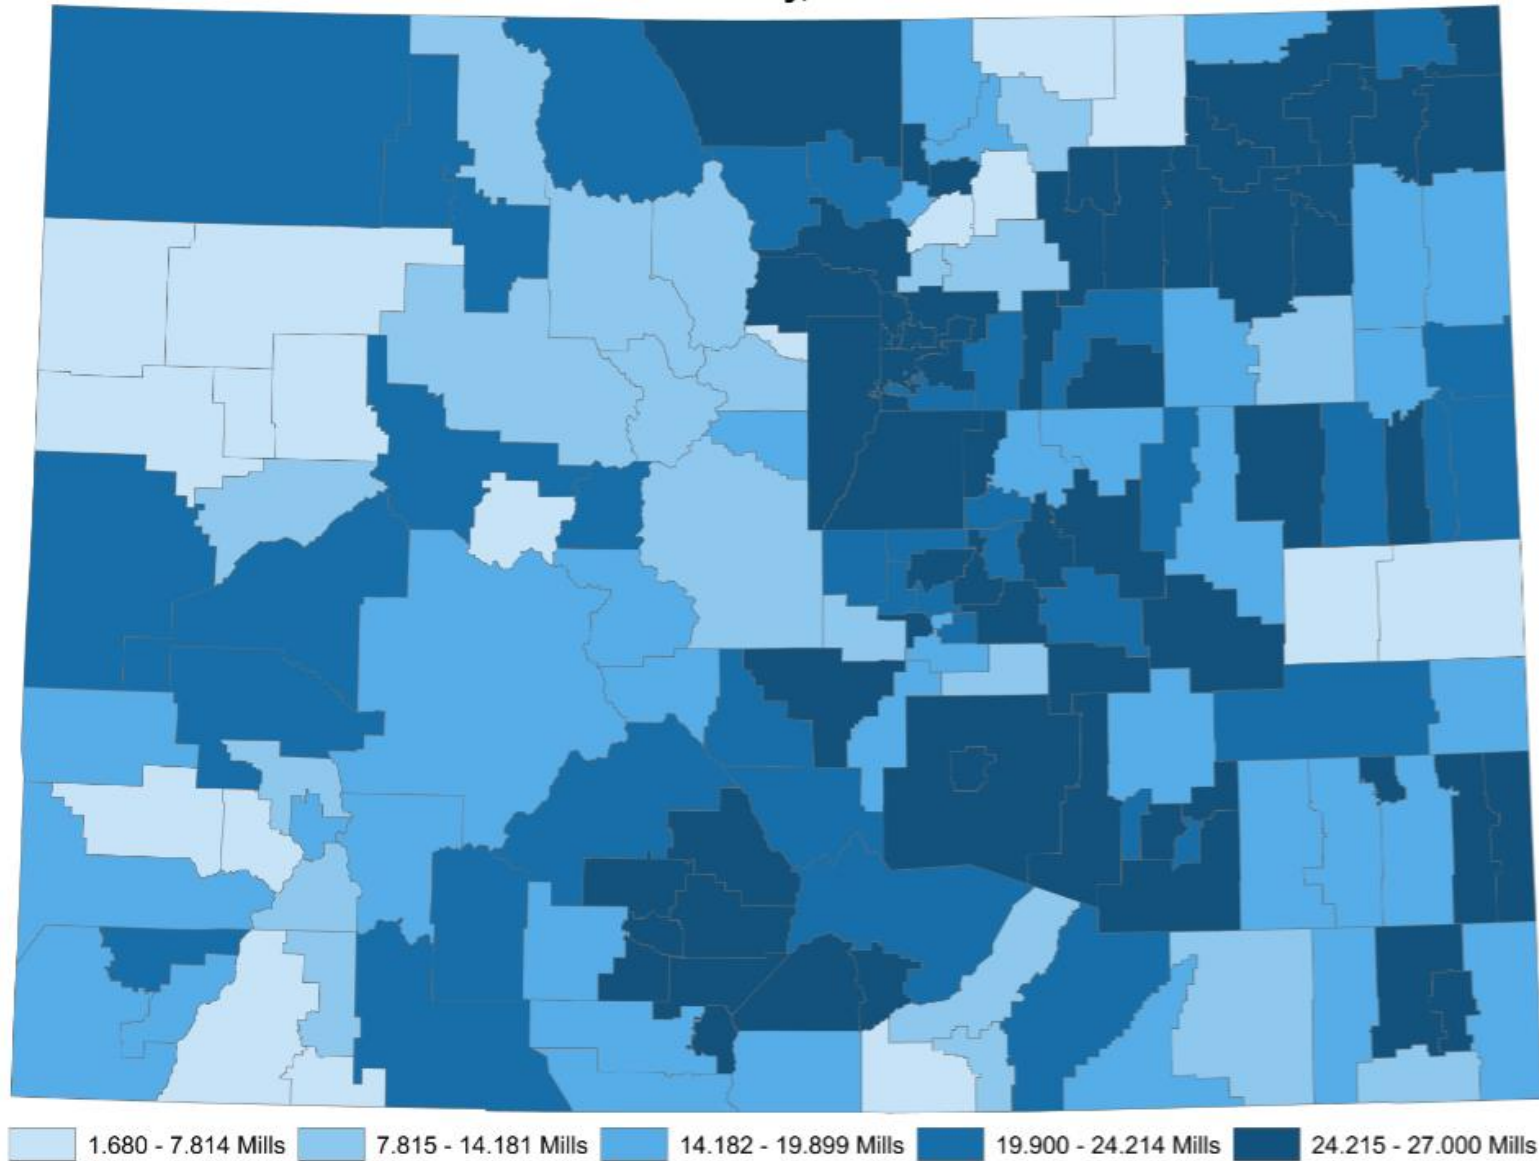 1.680 - 7.814 Mills
7.815 - 14.181 Mills
14.182 - 19.899 Mills
19.900 - 24.214 Mills
24.215 - 27.000 Mills